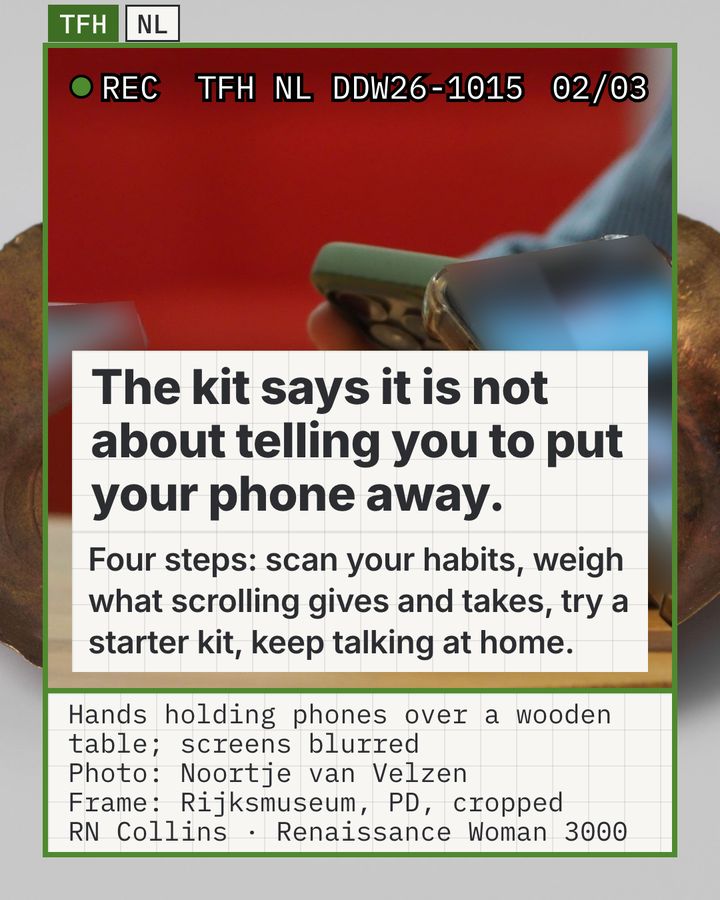 TFH NL
REC TFH NL DDW26-1015 02/03
The kit says it is not
about telling you to put
your phone away.
Four steps: scan your habits, weigh
what scrolling gives and takes, try a
starter kit, keep talking at home.
Hands holding phones over a wooden
table; screens blurred
Photo: Noortje van Velzen
Frame: Rijksmuseum, PD, cropped
RN Collins · Renaissance Woman 3000